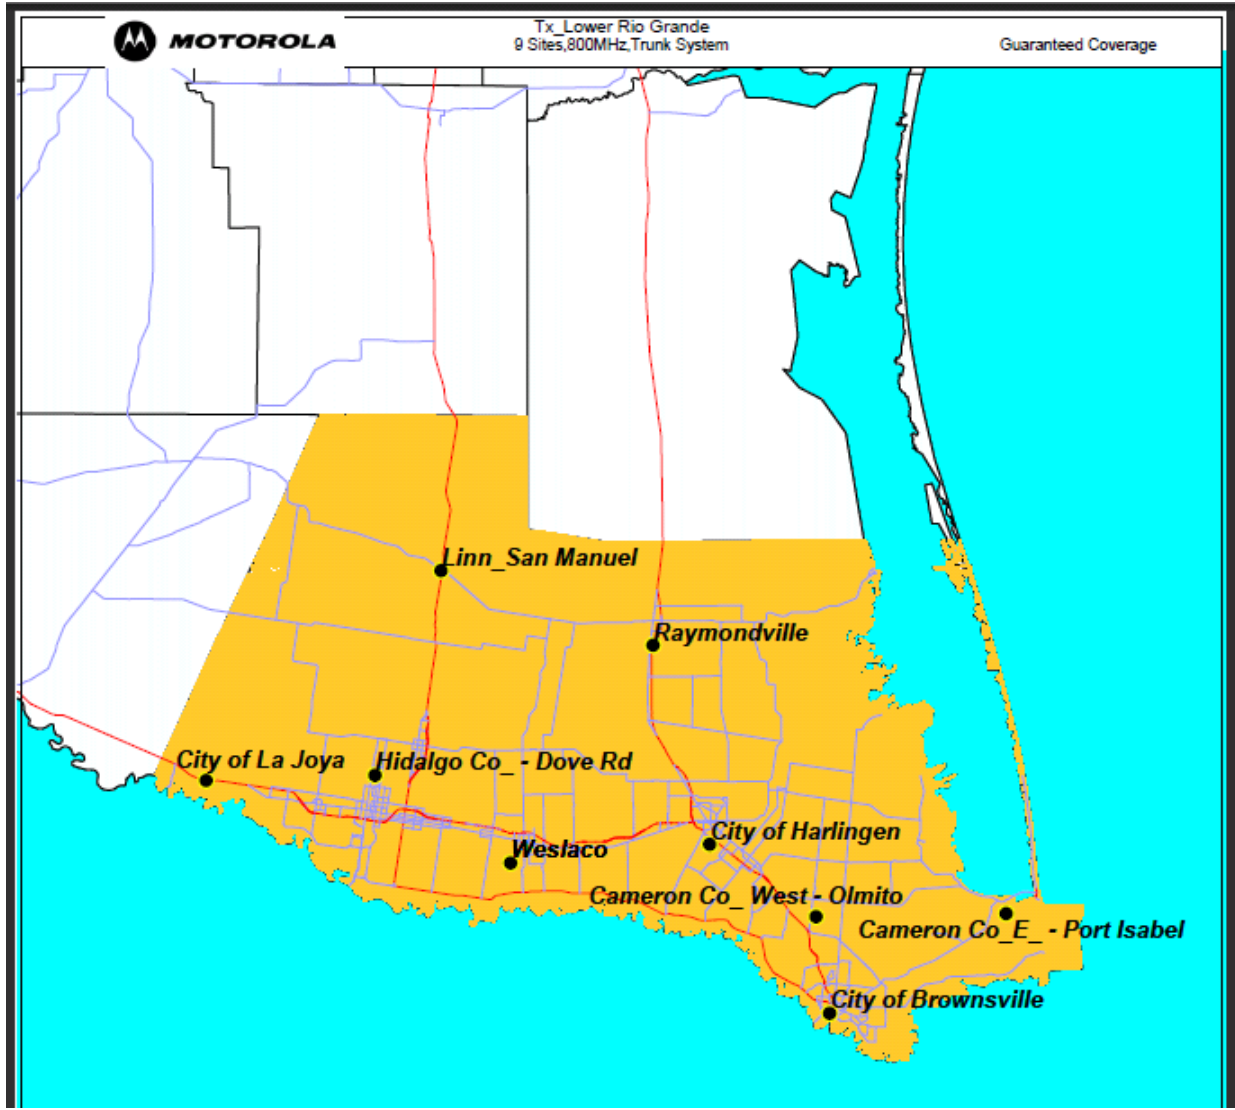 MOTOROLA
Tx_Lower Rio Grande
9 Sites,800MHz,Trunk System
Guaranteed Coverage
Linn_San Manuel
Raymondville
City of La Joya
Hidalgo Co_ - Dove Rd
City of Harlingen
Weslaco
Cameron Co_ West - Olmito
Cameron Co_E_ - Port Isabel
City of Brownsville